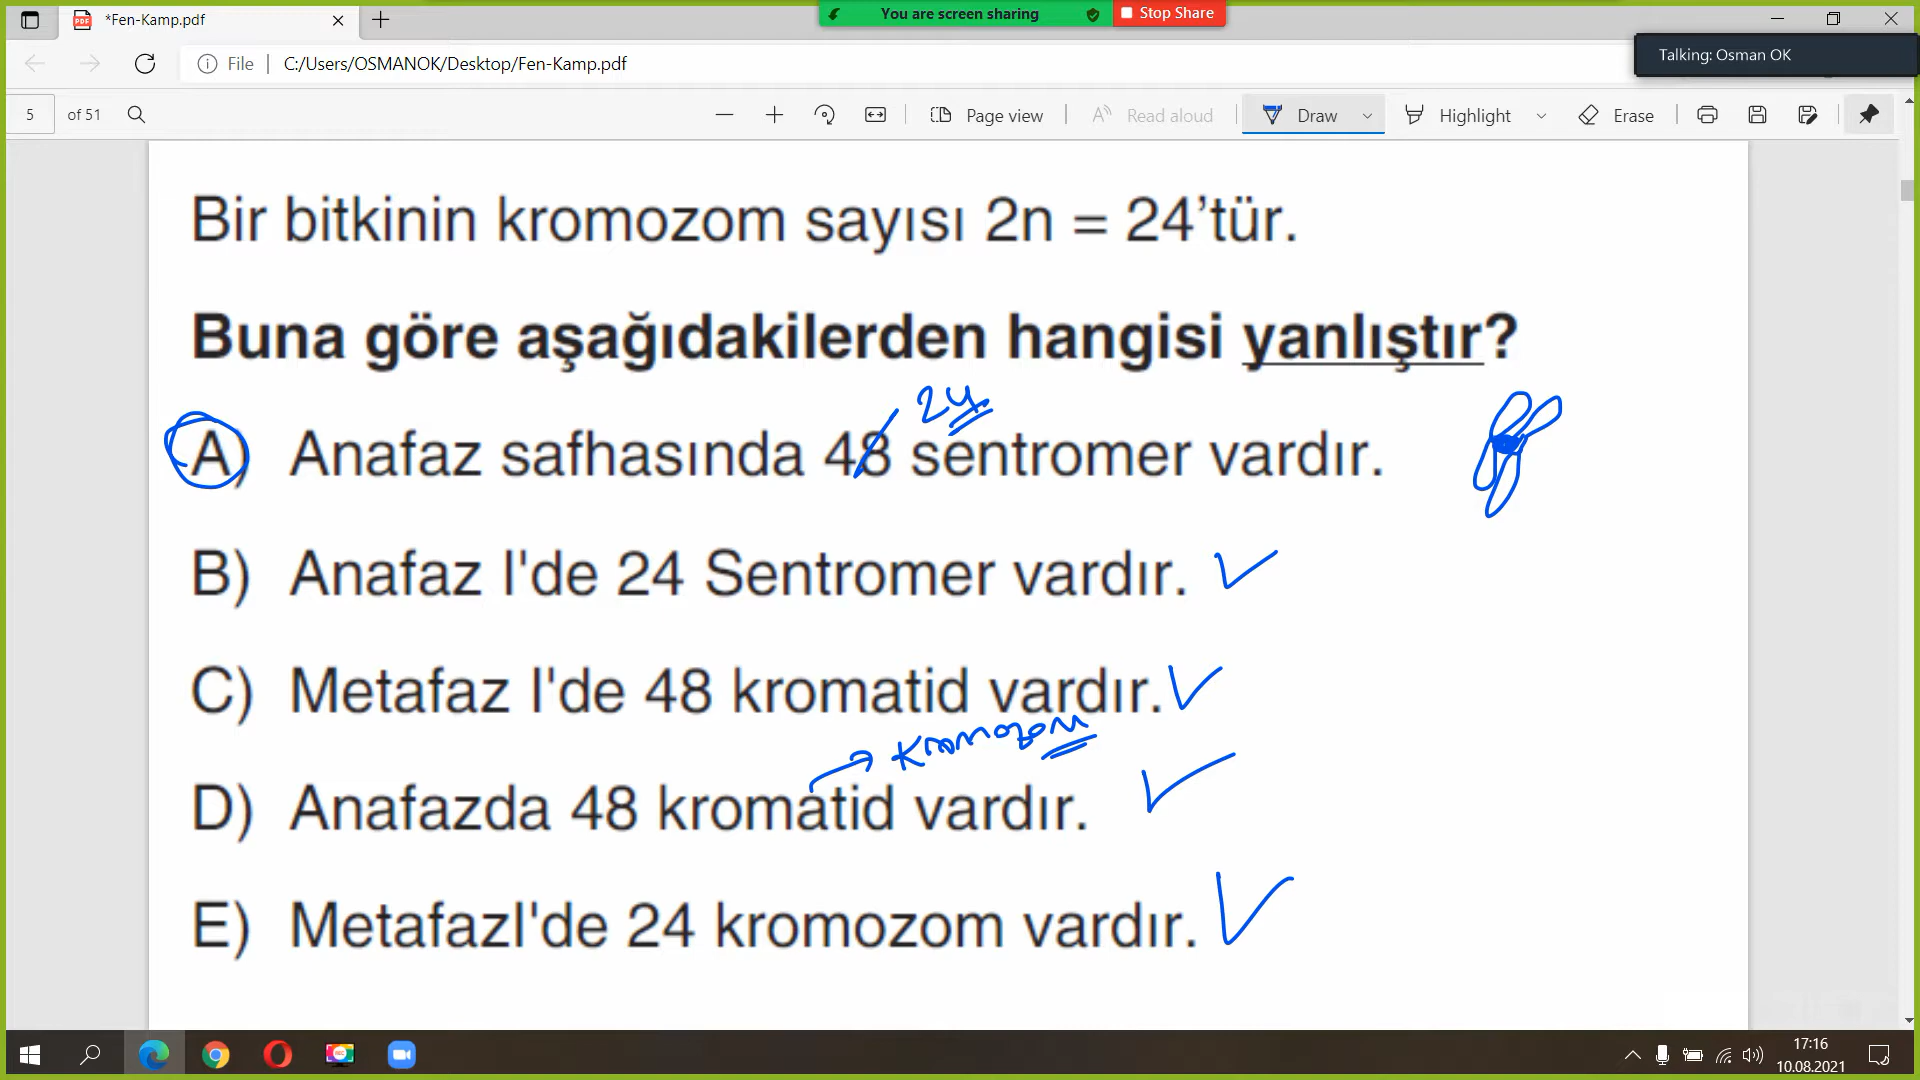 *Fen-Kamp.pdf
You are screen sharing
Stop Share
Talking: Osman OK
File
C:/Users/OSMANOK/Desktop/Fen-Kamp.pdf
5 of 51
Page view
Read aloud
Draw
Highlight
Erase
Bir bitkinin kromozom sayısı 2n = 24’tür.
Buna göre aşağıdakilerden hangisi yanlıştır?
24
A) Anafaz safhasında 48 sentromer vardır.
B) Anafaz I'de 24 Sentromer vardır.
C) Metafaz I'de 48 kromatid vardır.
→ Kromozom
D) Anafazda 48 kromatid vardır.
E) MetafazI'de 24 kromozom vardır.
17:16
10.08.2021